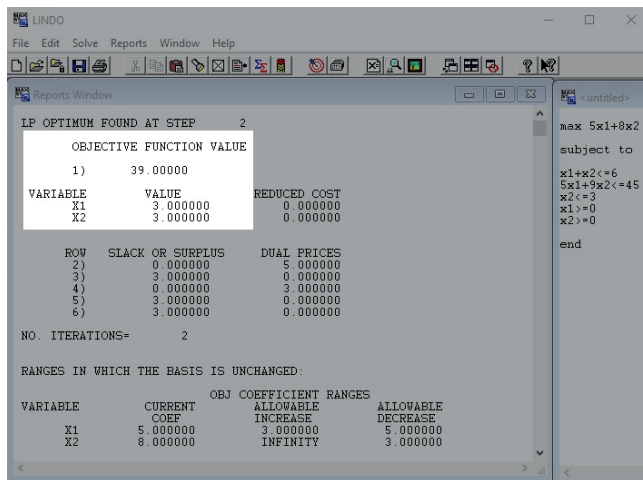 LINDO
File Edit Solve Reports Window Help
Reports Window
LP OPTIMUM FOUND AT STEP 2
OBJECTIVE FUNCTION VALUE
1) 39.00000
VARIABLE VALUE REDUCED COST
X1 3.000000 0.000000
X2 3.000000 0.000000
ROW SLACK OR SURPLUS DUAL PRICES
2) 0.000000 5.000000
3) 3.000000 0.000000
4) 0.000000 3.000000
5) 3.000000 0.000000
6) 3.000000 0.000000
NO. ITERATIONS= 2
RANGES IN WHICH THE BASIS IS UNCHANGED:
OBJ COEFFICIENT RANGES
VARIABLE CURRENT ALLOWABLE ALLOWABLE
COEF INCREASE DECREASE
X1 5.000000 3.000000 5.000000
X2 8.000000 INFINITY 3.000000
<untitled>
max 5x1+8x2
subject to
x1+x2<=6
5x1+9x2<=45
x2<=3
x1>=0
x2>=0
end